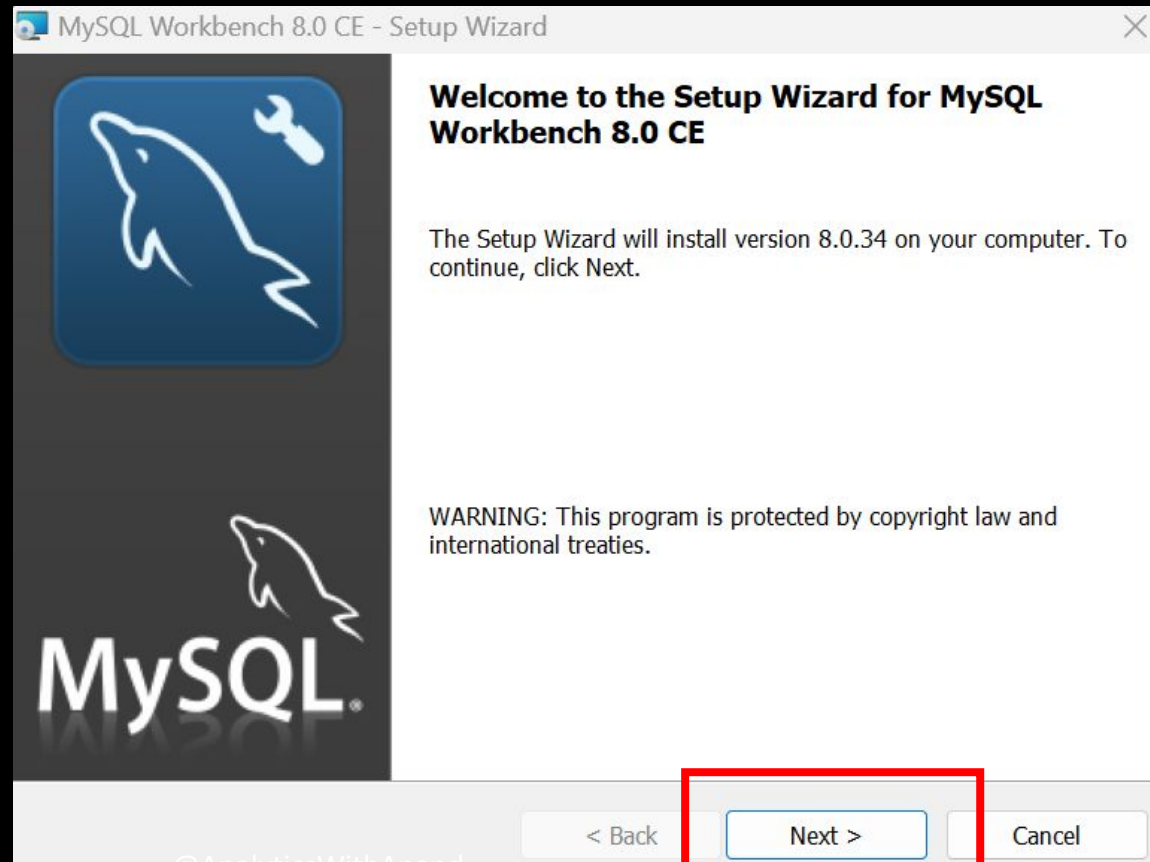 MySQL Workbench 8.0 CE - Setup Wizard
Welcome to the Setup Wizard for MySQL
Workbench 8.0 CE
The Setup Wizard will install version 8.0.34 on your computer. To
continue, click Next.
WARNING: This program is protected by copyright law and
international treaties.
MySQL®
< Back Next > Cancel
@AnalyticsWithAnand